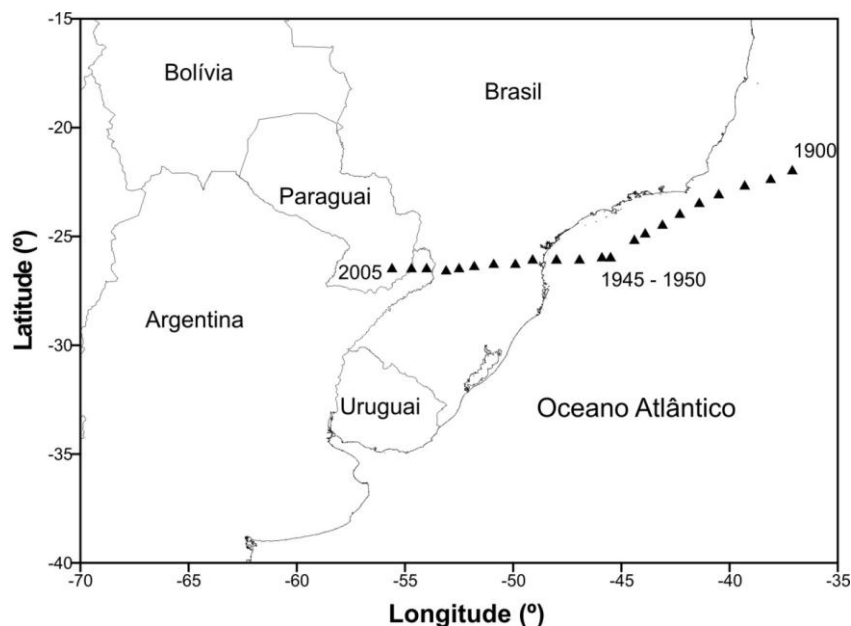 -15
Bolívia
Brasil
-20
1900
Paraguai
-25
2005
1945 - 1950
Latitude (º)
Argentina
-30
Uruguai
Oceano Atlântico
-35
-40
-70
-65
-60
-55
-50
-45
-40
-35
Longitude (º)